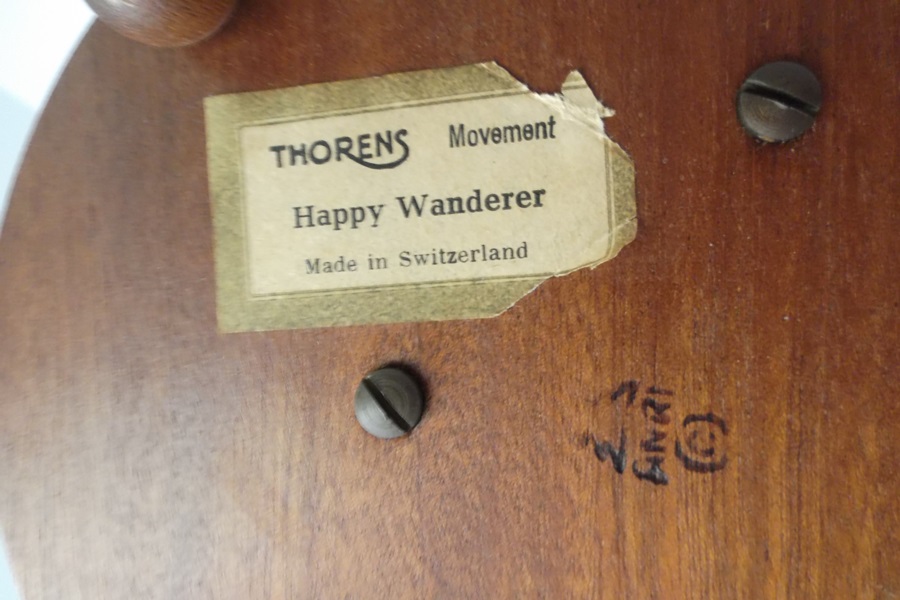 THORENS Movement
Happy Wanderer
Made in Switzerland
©